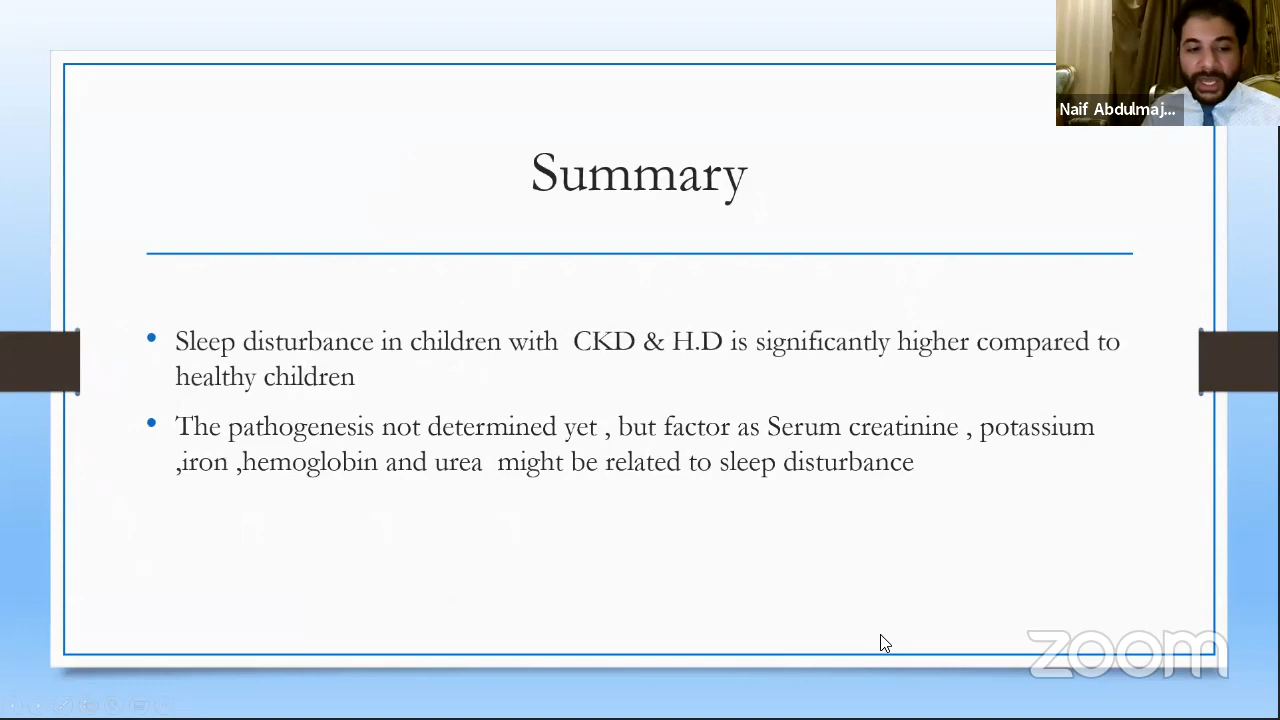 Naif Abdulmaj...
Summary
• Sleep disturbance in children with CKD & H.D is significantly higher compared to
healthy children
• The pathogenesis not determined yet , but factor as Serum creatinine , potassium
,iron ,hemoglobin and urea might be related to sleep disturbance
zoom